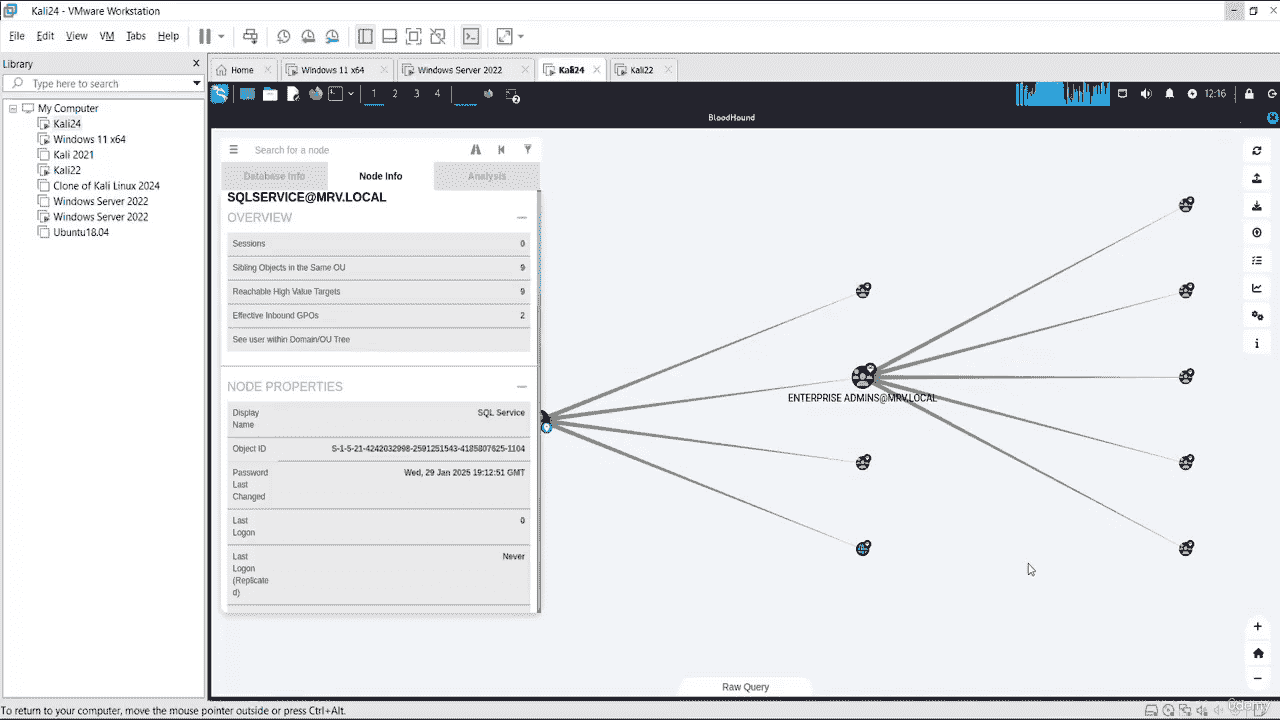 Kali24 - VMware Workstation
File Edit View VM Tabs Help
Library
Type here to search
My Computer
Kali24
Windows 11 x64
Kali 2021
Kali22
Clone of Kali Linux 2024
Windows Server 2022
Windows Server 2022
Ubuntu18.04
Home Windows 11 x64 Windows Server 2022 Kali24 Kali22
1 2 3 4 2 12:16
BloodHound
Search for a node
Database Info Node Info Analysis
SQLSERVICE@MRV.LOCAL
OVERVIEW
Sessions 0
Sibling Objects in the Same OU 9
Reachable High Value Targets 9
Effective Inbound GPOs 2
See user within Domain/OU Tree
NODE PROPERTIES
Display Name SQL Service
Object ID S-1-5-21-4242032998-2591251543-4185807625-1104
Password Last Changed Wed, 29 Jan 2025 19:12:51 GMT
Last Logon 0
Last Logon (Replicated) Never
ENTERPRISE ADMINS@MRV.LOCAL
Raw Query
To return to your computer, move the mouse pointer outside or press Ctrl+Alt.
udemy